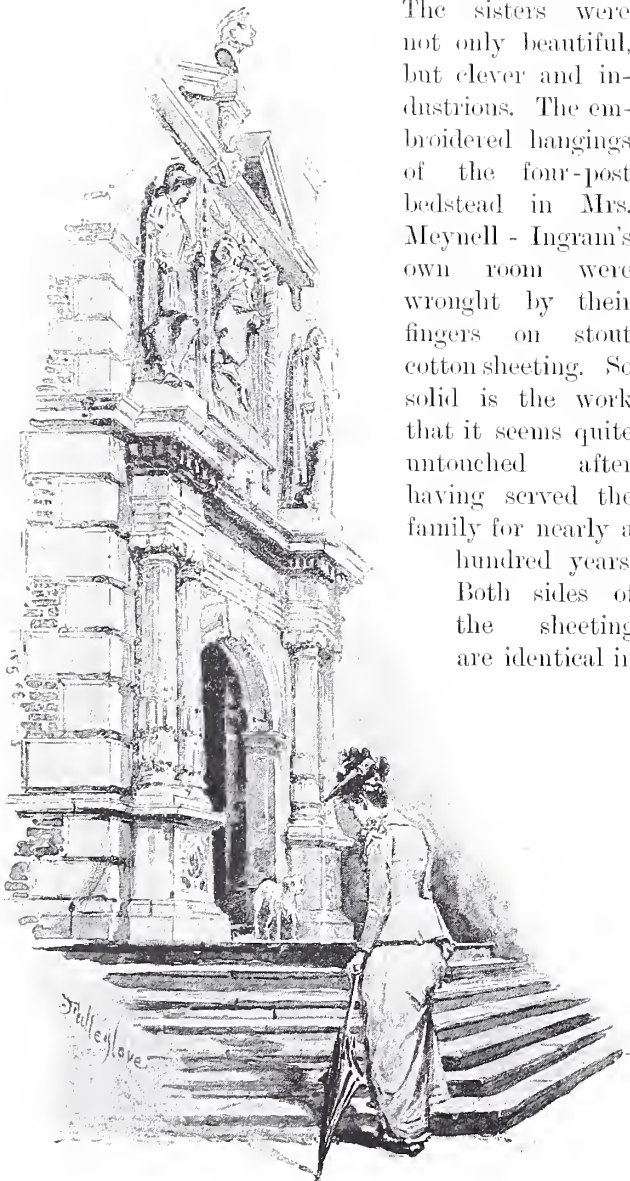 The sisters were
not only beautiful,
but clever and in-
dustrious. The em-
broidered hangings
of the four-post
bedstead in Mrs.
Meynell - Ingram's
own room were
wrought by their
fingers on stout
cotton sheeting. So
solid is the work
that it seems quite
untouched after
having served the
family for nearly a
hundred years
Both sides of
the sheeting
are identical in
Fulleylove